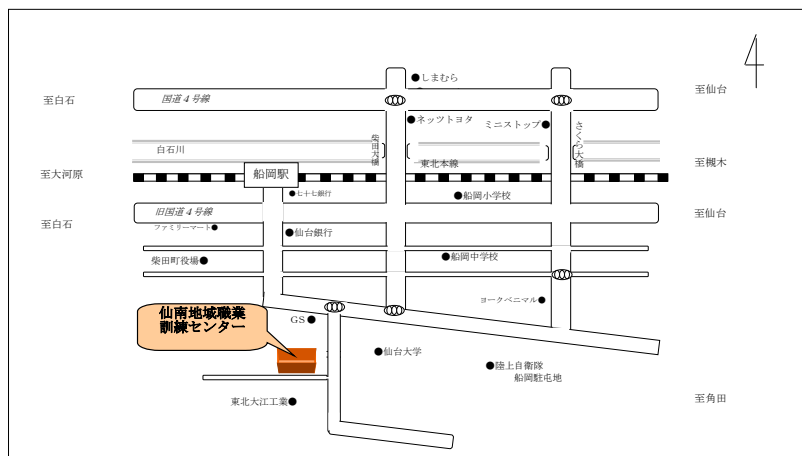 しまむら
至仙台
至白石
国道４号線
ネッツトヨタ
ミニストップ
さくら大橋
柴田大橋
白石川
東北本線
至槻木
船岡駅
至大河原
七十七銀行
船岡小学校
旧国道４号線
至仙台
至白石
ファミリーマート
仙台銀行
柴田町役場
船岡中学校
ヨークベニマル
仙南地域職業
訓練センター
GS
仙台大学
陸上自衛隊
船岡駐屯地
至角田
東北大江工業